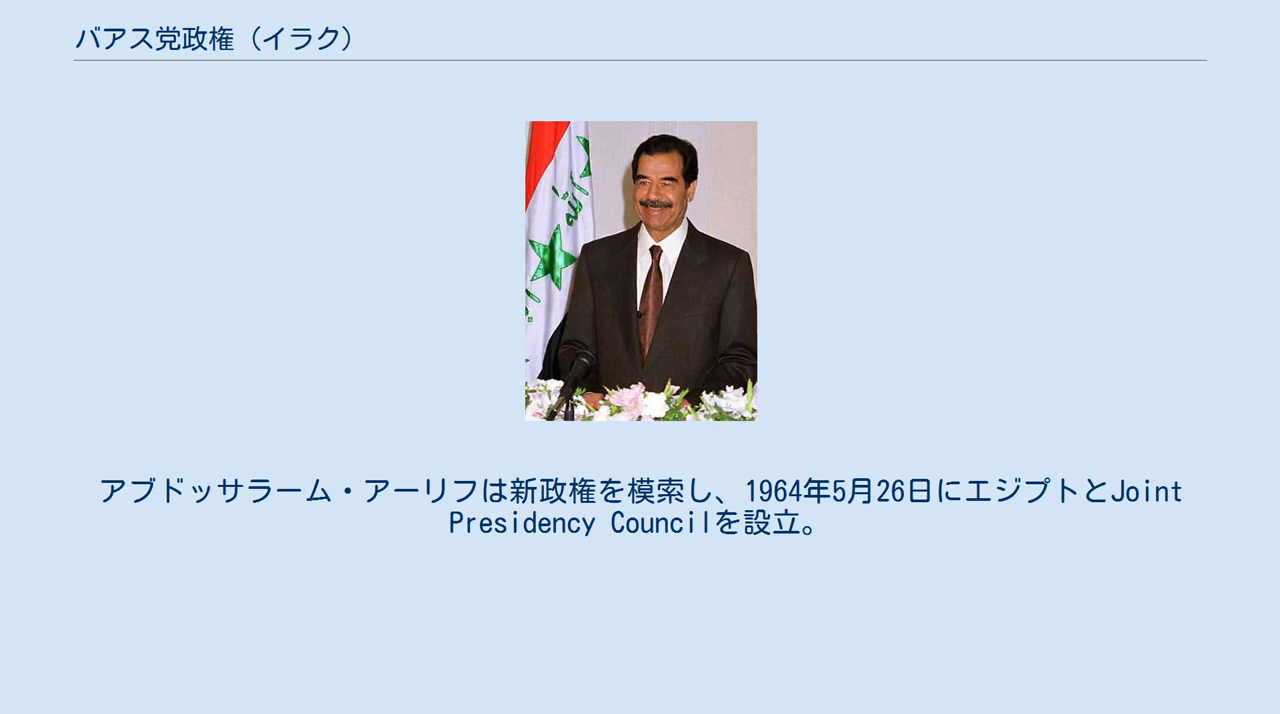 バアス党政権（イラク）
アブドッサラーム・アーリフは新政権を模索し、1964年5月26日にエジプトとJoint
Presidency Councilを設立。